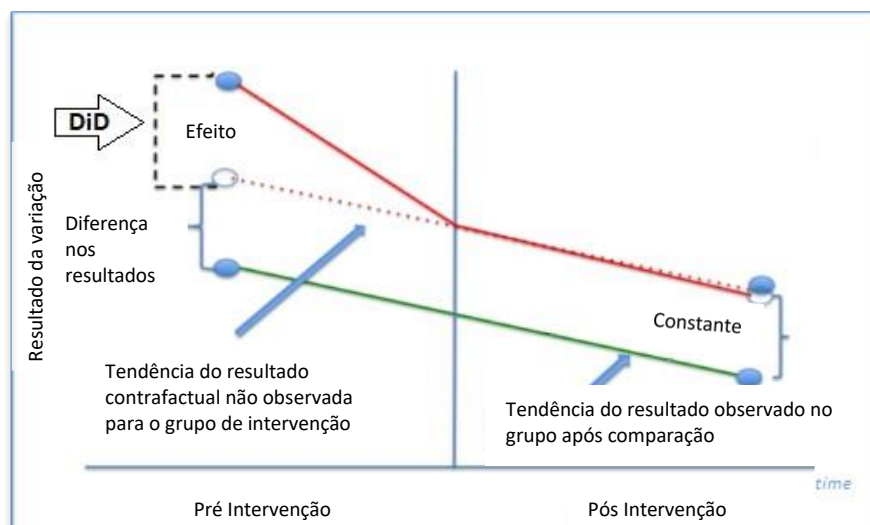 DiD
Efeito
Resultado da variação
Diferença
nos
resultados
Constante
Tendência do resultado
contrafactual não observada
para o grupo de intervenção
Tendência do resultado observado no
grupo após comparação
time
Pré Intervenção
Pós Intervenção